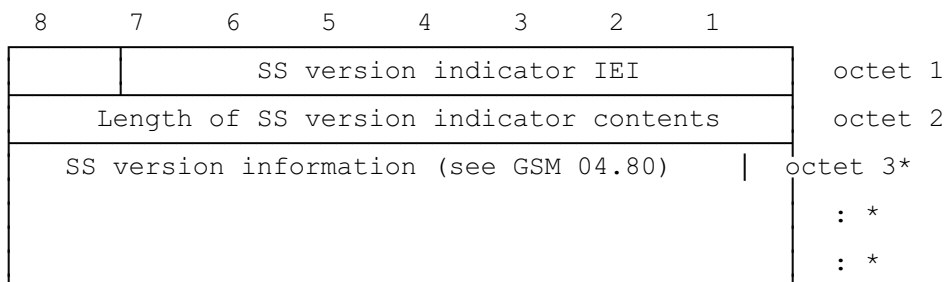 8 7 6 5 4 3 2 1
SS version indicator IEI octet 1
Length of SS version indicator contents octet 2
SS version information (see GSM 04.80) | octet 3*
: *
: *